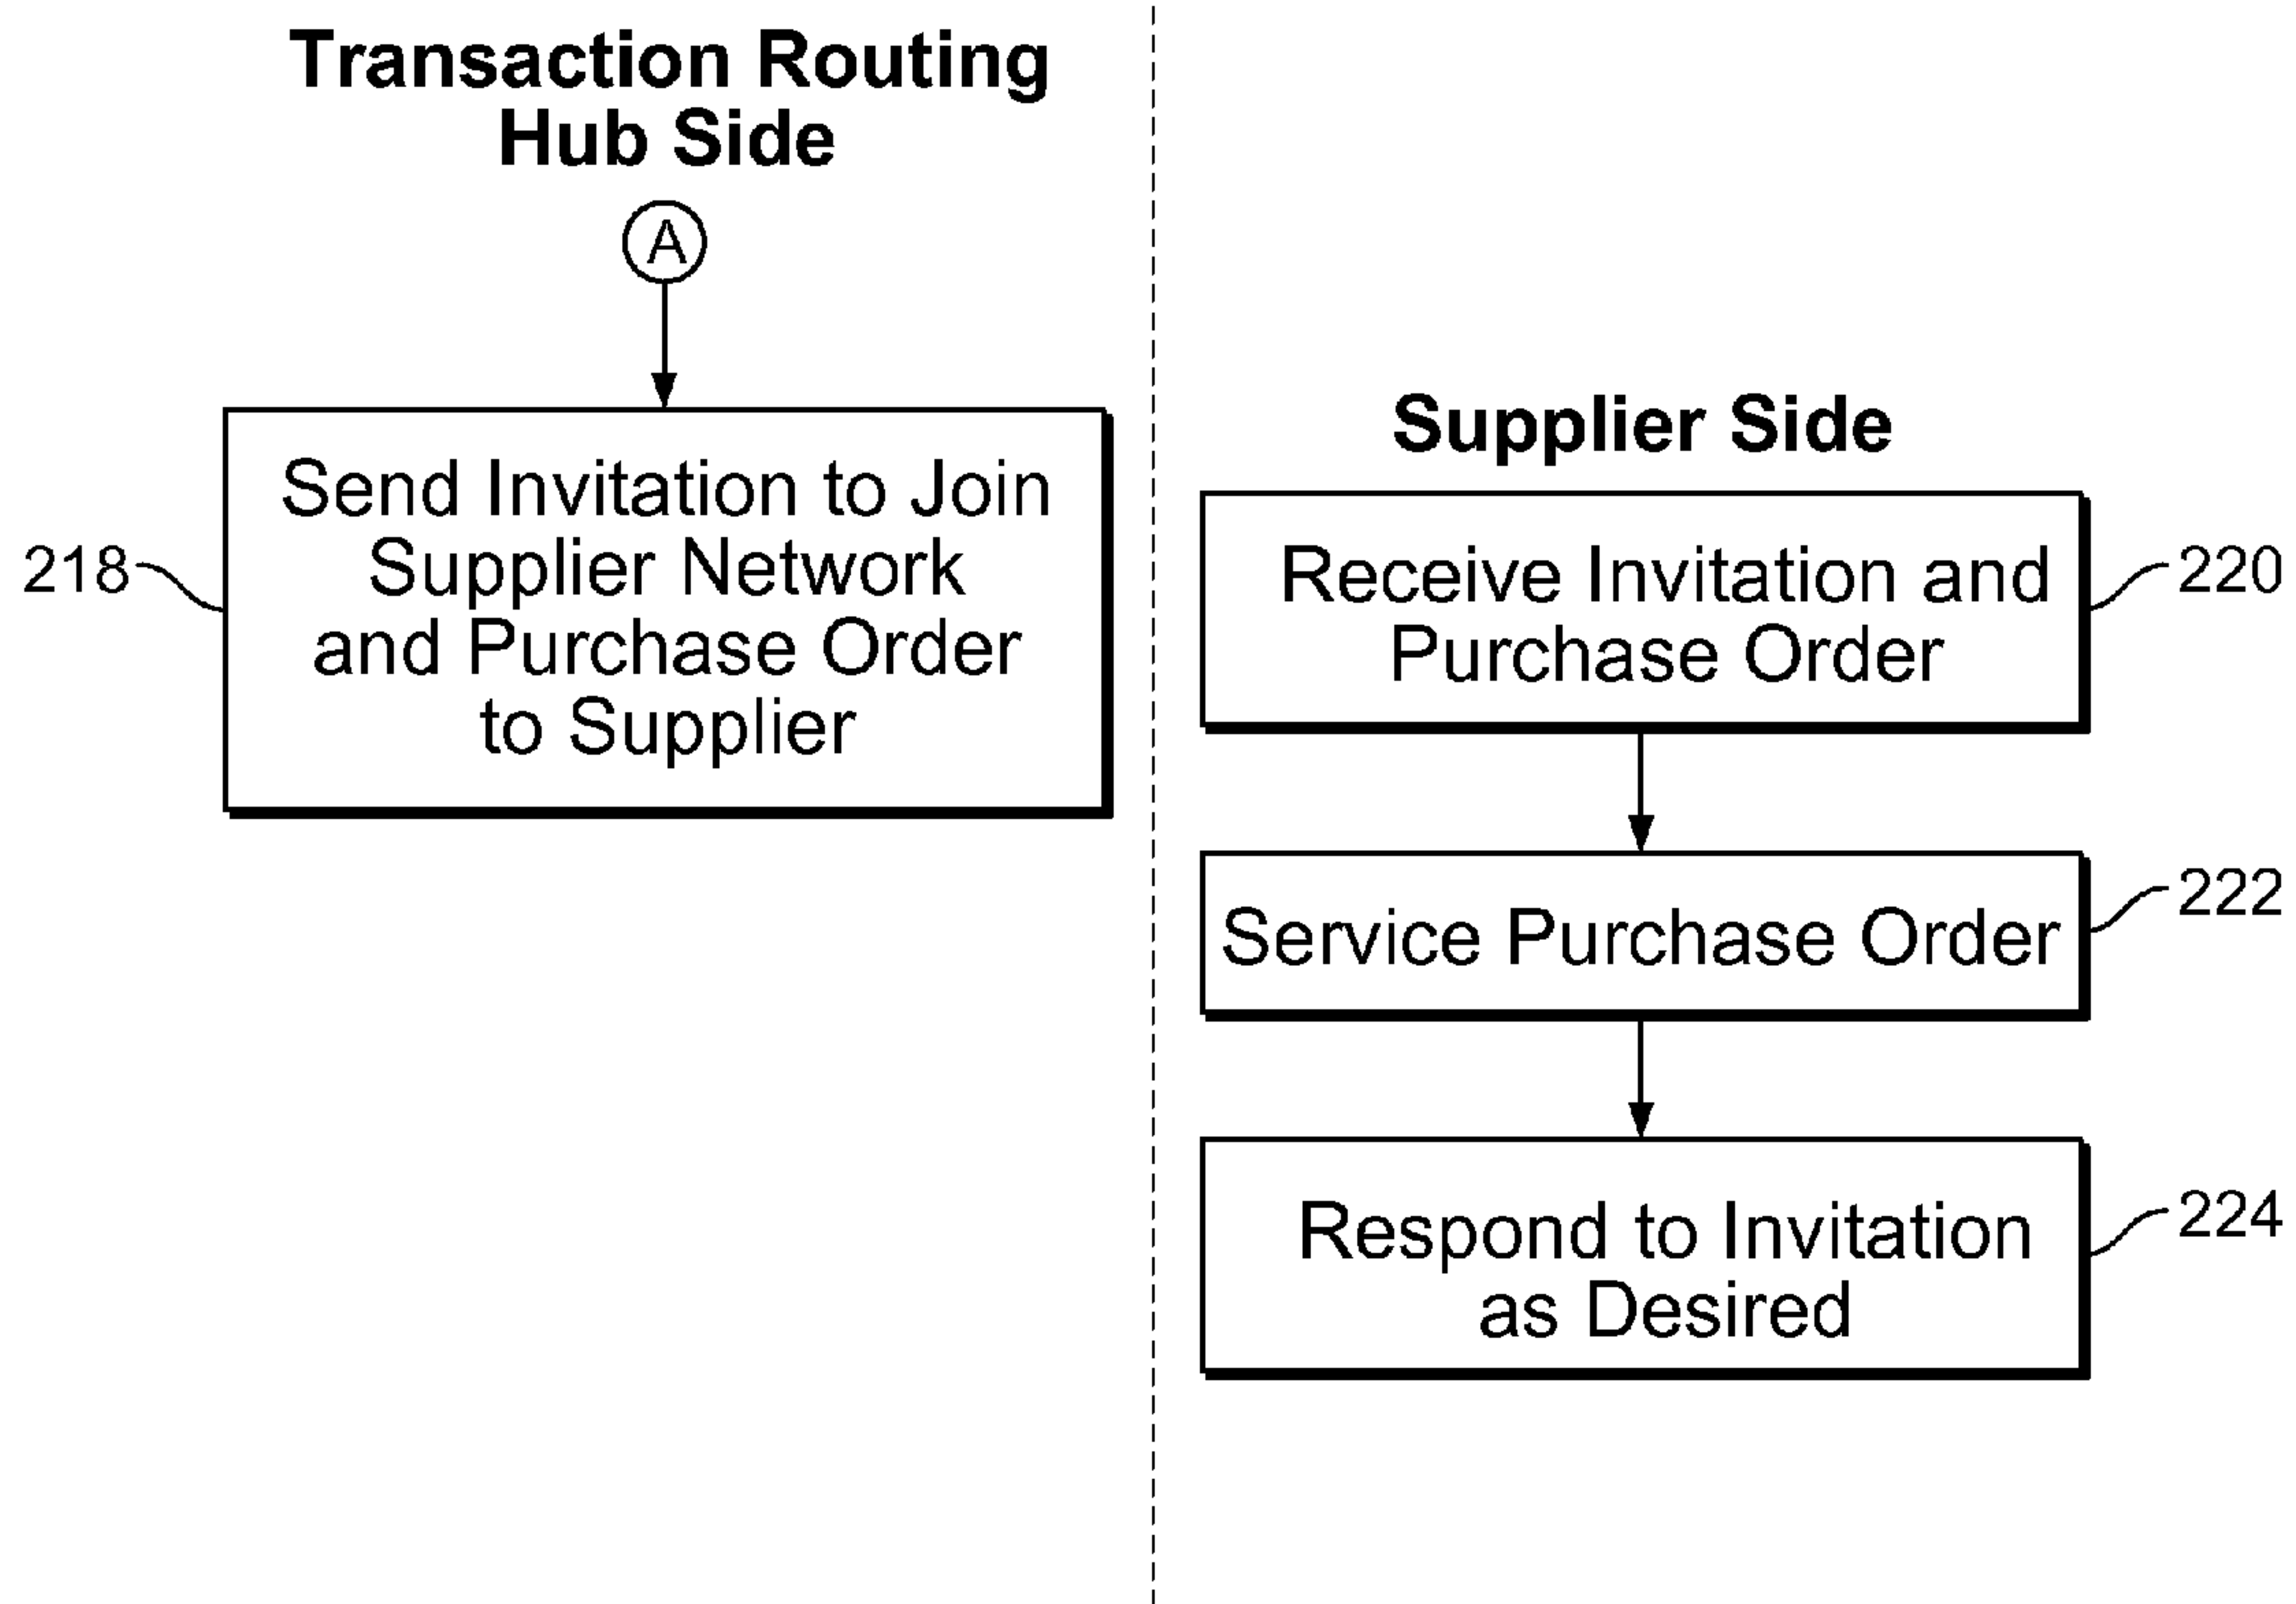 Transaction Routing
Hub Side
A
Send Invitation to Join
Supplier Network
and Purchase Order
to Supplier
218
Supplier Side
Receive Invitation and
Purchase Order
220
Service Purchase Order
222
Respond to Invitation
as Desired
224